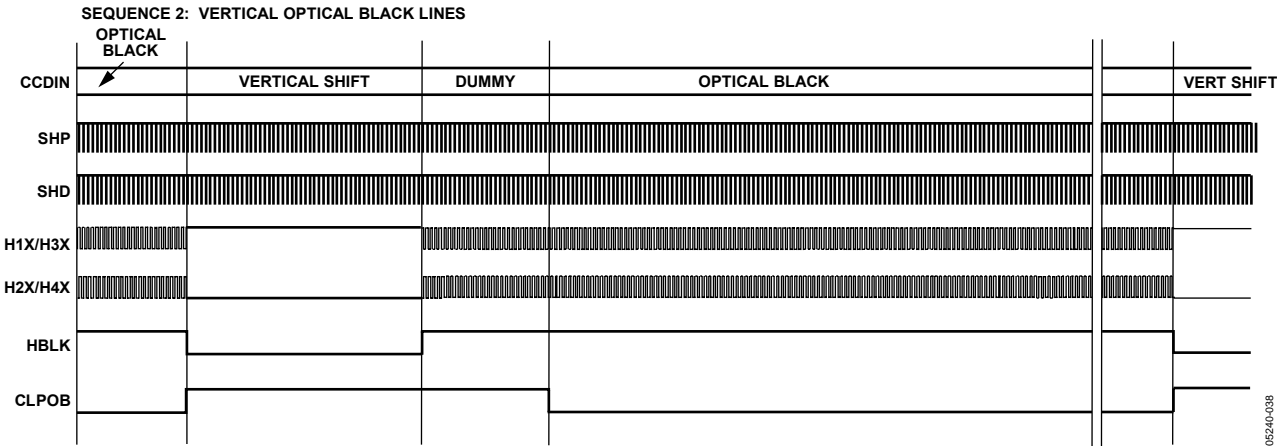 SEQUENCE 2: VERTICAL OPTICAL BLACK LINES
OPTICAL
BLACK
CCDIN
VERTICAL SHIFT
DUMMY
OPTICAL BLACK
VERT SHIFT
SHP
SHD
H1X/H3X
H2X/H4X
HBLK
CLPOB
05240-038